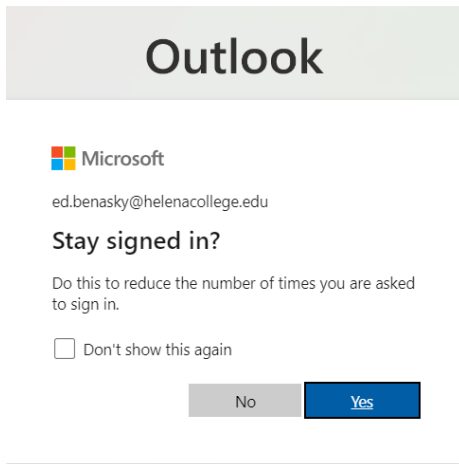 Outlook
Microsoft
ed.benasky@helenacollege.edu
Stay signed in?
Do this to reduce the number of times you are asked
to sign in.
Don't show this again
No
Yes